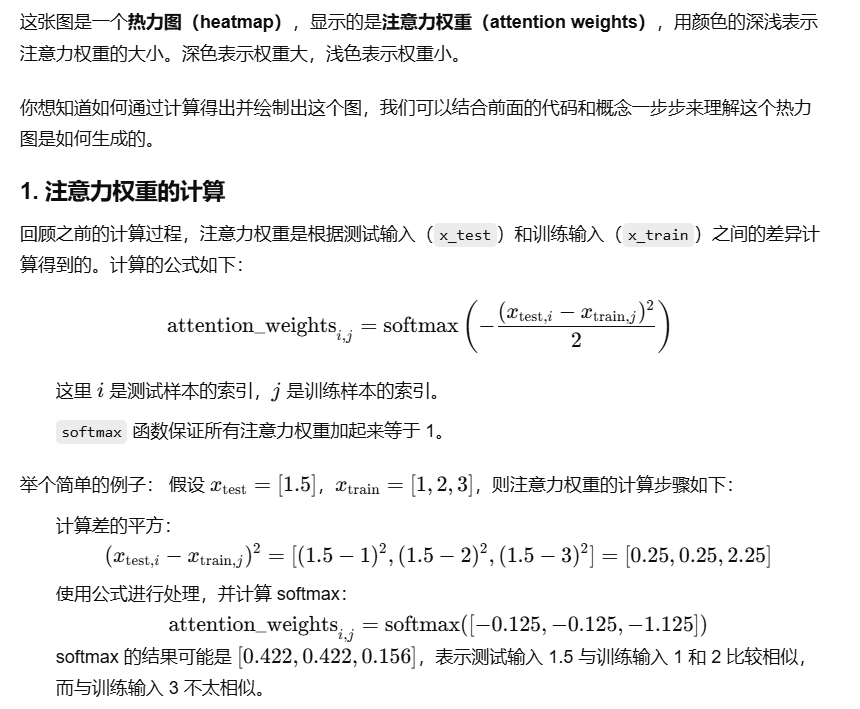 这张图是一个热力图（heatmap），显示的是注意力权重（attention weights），用颜色的深浅表示
注意力权重的大小。深色表示权重大，浅色表示权重小。
你想知道如何通过计算得出并绘制出这个图，我们可以结合前面的代码和概念一步步来理解这个热力
图是如何生成的。
1. 注意力权重的计算
回顾之前的计算过程，注意力权重是根据测试输入（x_test）和训练输入（x_train）之间的差异计
算得到的。计算的公式如下：
attention_weights_{i,j} = softmax(−\frac{(x_{test,i} − x_{train,j})^2}{2})
这里 i 是测试样本的索引，j 是训练样本的索引。
softmax 函数保证所有注意力权重加起来等于 1。
举个简单的例子： 假设 x_{test} = [1.5]，x_{train} = [1, 2, 3]，则注意力权重的计算步骤如下：
计算差的平方：
(x_{test,i} − x_{train,j})^2 = [(1.5 − 1)^2, (1.5 − 2)^2, (1.5 − 3)^2] = [0.25, 0.25, 2.25]
使用公式进行处理，并计算 softmax：
attention_weights_{i,j} = softmax([−0.125, −0.125, −1.125])
softmax 的结果可能是 [0.422, 0.422, 0.156]，表示测试输入 1.5 与训练输入 1 和 2 比较相似，
而与训练输入 3 不太相似。